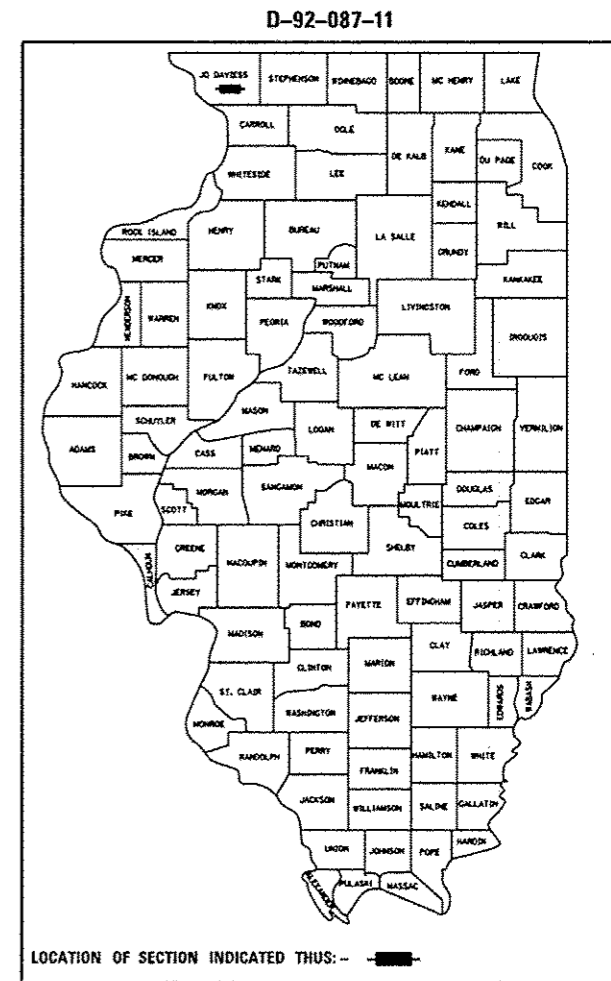 D-92-087-11
JO DAVIESS STEPHENSON WINNEBAGO BOONE MC HENRY LAKE
CARROLL OGLE
DE KALB KANE DU PAGE COOK
WHITESIDE LEE
KENDALL
ROCK ISLAND HENRY BUREAU LA SALLE GRUNDY WILL
MERCER PUTNAM
STARK MARSHALL KANKAKEE
HENDERSON WARREN KNOX PEORIA WOODFORD LIVINGSTON
IROQUOIS
HANCOCK MC DONOUGH FULTON TAZEWELL MC LEAN FORD
MASON
SCHUYLER LOGAN DE WITT CHAMPAIGN VERMILION
ADAMS BROWN CASS MENARD MACON PIATT
MORGAN SANGAMON DOUGLAS EDGAR
PIKE SCOTT CHRISTIAN MOULTRIE COLES
GREENE MACOUPIN MONTGOMERY SHELBY CUMBERLAND CLARK
CALHOUN JERSEY FAYETTE EFFINGHAM JASPER CRAWFORD
MADISON BOND
CLAY RICHLAND LAWRENCE
CLINTON MARION
ST. CLAIR WAYNE EDWARDS WABASH
WASHINGTON JEFFERSON
MONROE
RANDOLPH PERRY HAMILTON WHITE
FRANKLIN
JACKSON WILLIAMSON SALINE GALLATIN
UNION JOHNSON POPE HARDIN
ALEXANDER PULASKI MASSAC
LOCATION OF SECTION INDICATED THUS: -